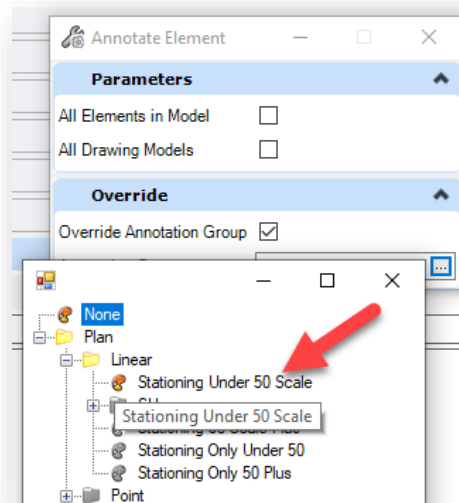 Annotate Element
Parameters
All Elements in Model
All Drawing Models
Override
Override Annotation Group
None
Plan
Linear
Stationing Under 50 Scale
Stationing Under 50 Scale
Stationing Only Under 50
Stationing Only 50 Plus
Point